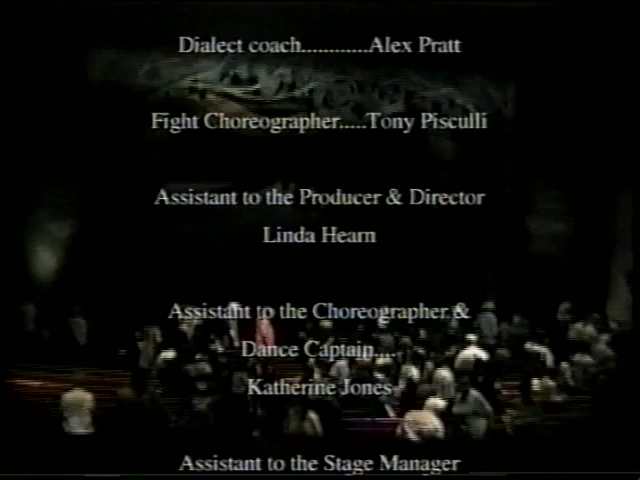 Dialect coach............Alex Pratt
Fight Choreographer.....Tony Pisculli
Assistant to the Producer & Director
Linda Hearn
Assistant to the Choreographer &
Dance Captain....
Katherine Jones
Assistant to the Stage Manager